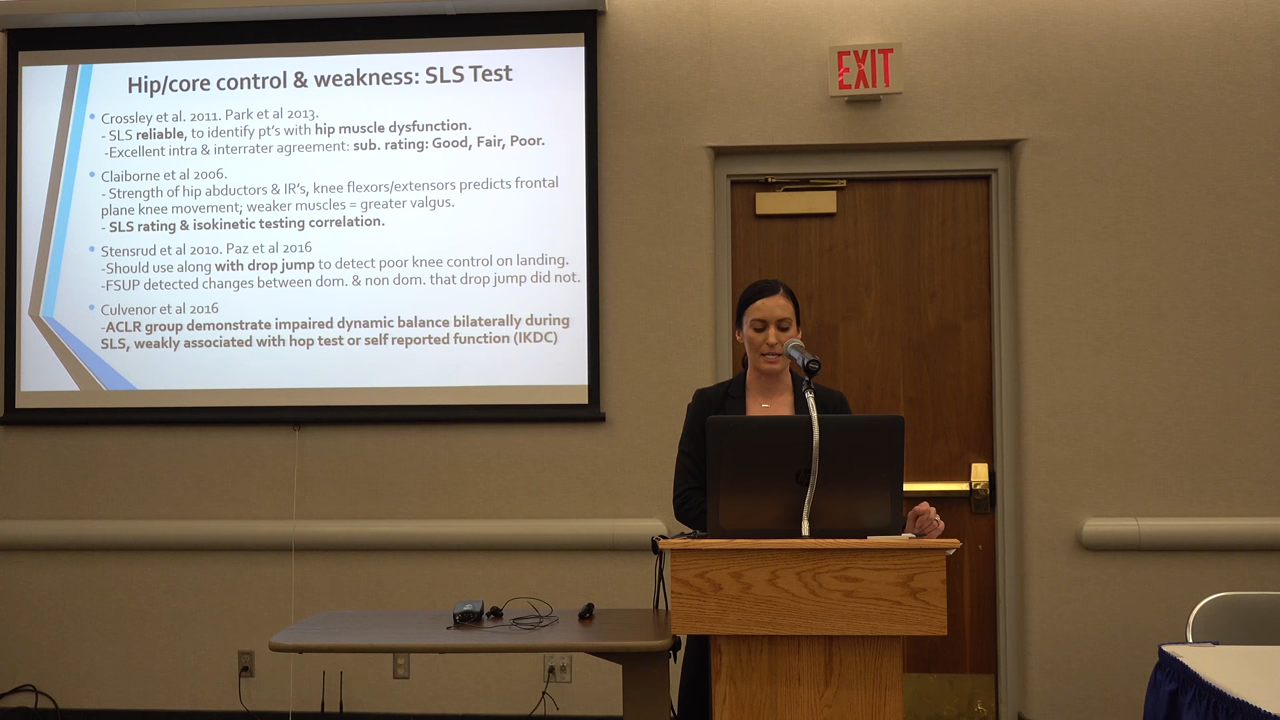 Hip/core control & weakness: SLS Test
• Crossley et al. 2011. Park et al 2013.
- SLS reliable, to identify pt's with hip muscle dysfunction.
-Excellent intra & interrater agreement: sub. rating: Good, Fair, Poor.
• Claiborne et al 2006.
- Strength of hip abductors & IR's, knee flexors/extensors predicts frontal
plane knee movement; weaker muscles = greater valgus.
- SLS rating & isokinetic testing correlation.
• Stensrud et al 2010. Paz et al 2016
-Should use along with drop jump to detect poor knee control on landing.
-FSUP detected changes between dom. & non dom. that drop jump did not.
• Culvenor et al 2016
-ACLR group demonstrate impaired dynamic balance bilaterally during
SLS, weakly associated with hop test or self reported function (IKDC)
EXIT